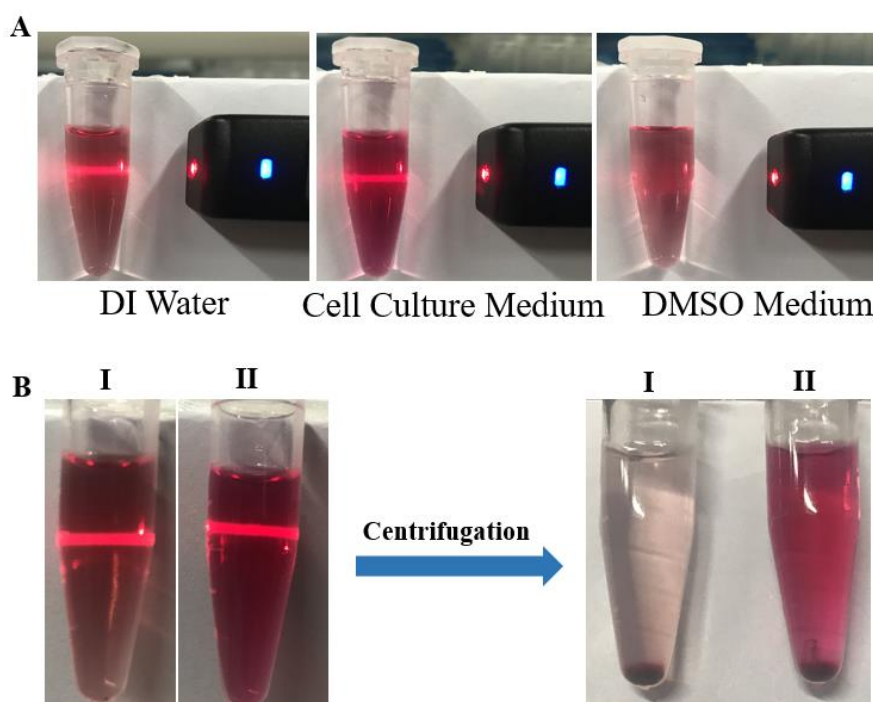 A
DI Water
Cell Culture Medium
DMSO Medium
B
I
II
Centrifugation
I
II